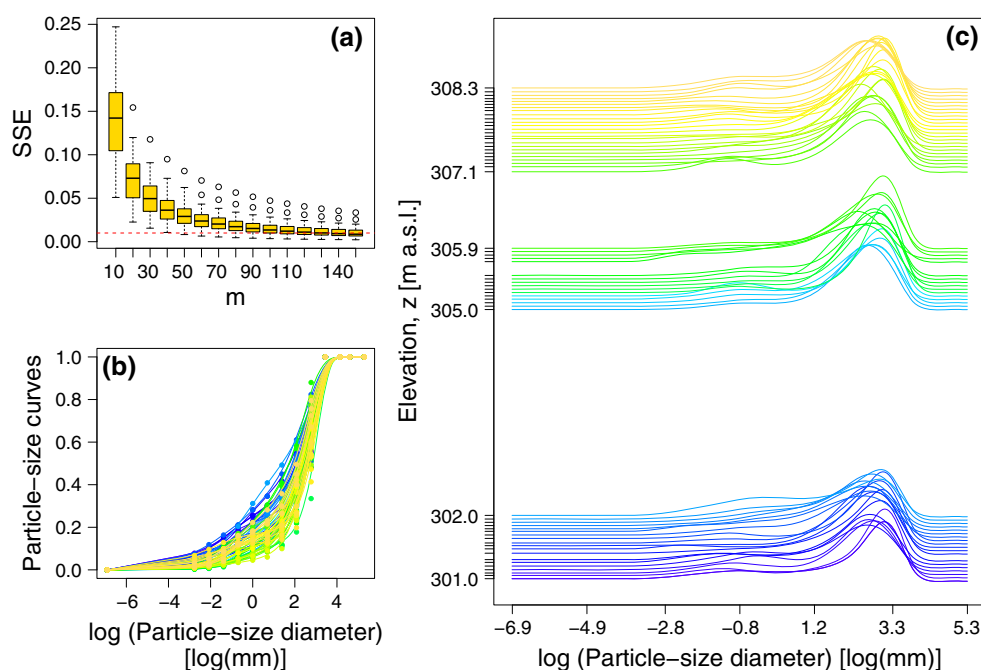 (a)
SSE
0.25
0.20
0.15
0.10
0.05
0.00
10 30 50 70 90 110 140
m
(b)
Particle−size curves
1.0
0.8
0.6
0.4
0.2
0.0
−6 −4 −2 0 2 4
log (Particle−size diameter)
[log(mm)]
(c)
Elevation, z [m a.s.l.]
308.3
307.1
305.9
305.0
302.0
301.0
−6.9 −4.9 −2.8 −0.8 1.2 3.3 5.3
log (Particle−size diameter) [log(mm)]